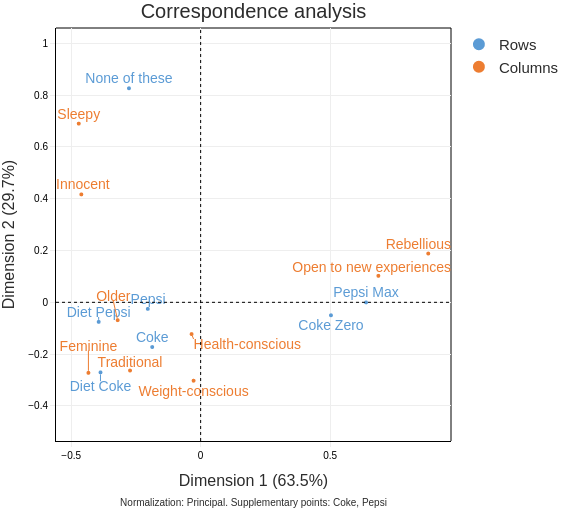 Correspondence analysis
Rows
Columns
Dimension 2 (29.7%)
1
0.8
0.6
0.4
0.2
0
−0.2
−0.4
None of these
Sleepy
Innocent
Rebellious
Open to new experiences
Older
Pepsi
Pepsi Max
Diet Pepsi
Coke Zero
Coke
Health-conscious
Feminine
Traditional
Diet Coke
Weight-conscious
−0.5
0
0.5
Dimension 1 (63.5%)
Normalization: Principal. Supplementary points: Coke, Pepsi